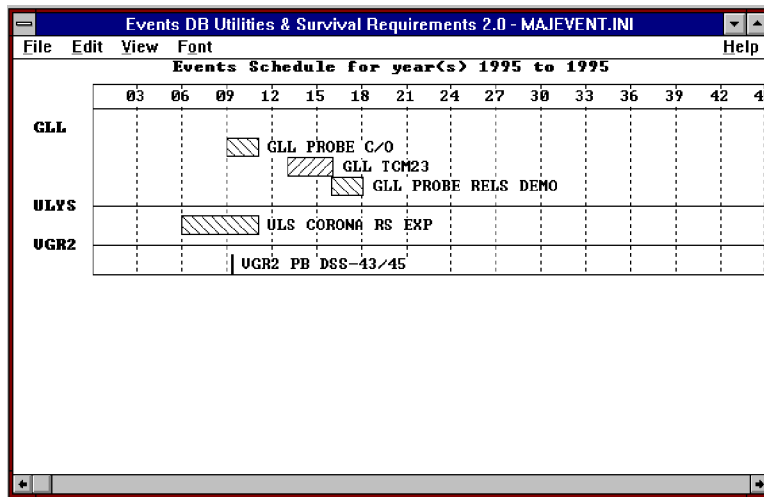 Events DB Utilities & Survival Requirements 2.0 - MAJEVENT.INI
File Edit View Font Help
Events Schedule for year(s) 1995 to 1995
03 06 09 12 15 18 21 24 27 30 33 36 39 42 4
GLL
GLL PROBE C/O
GLL TCM23
GLL PROBE RELS DEMO
ULYS
ULS CORONA RS EXP
VGR2
VGR2 PB DSS-43/45